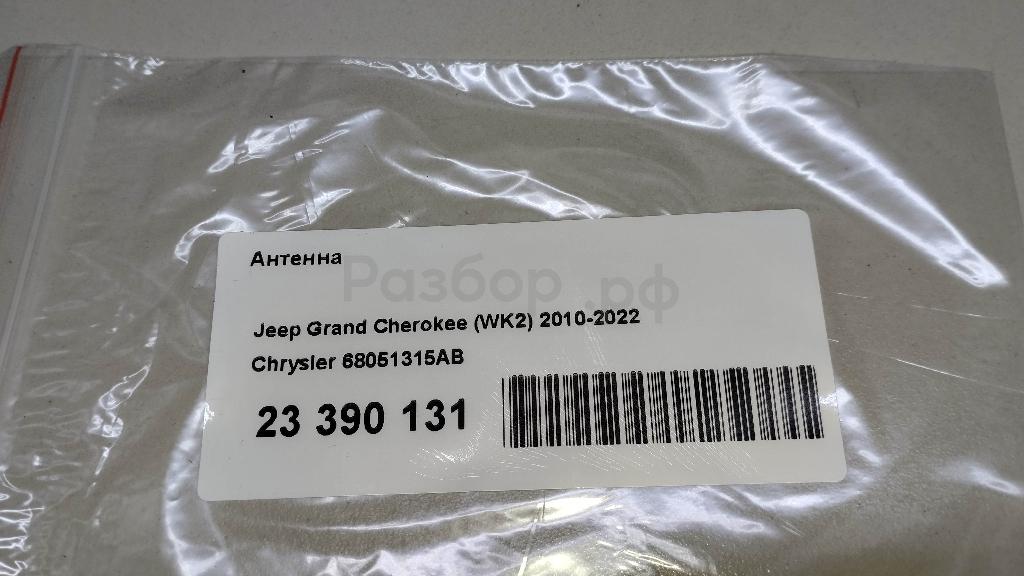 Антенна
Разбор.рф
Jeep Grand Cherokee (WK2) 2010-2022
Chrysler 68051315AB
23 390 131